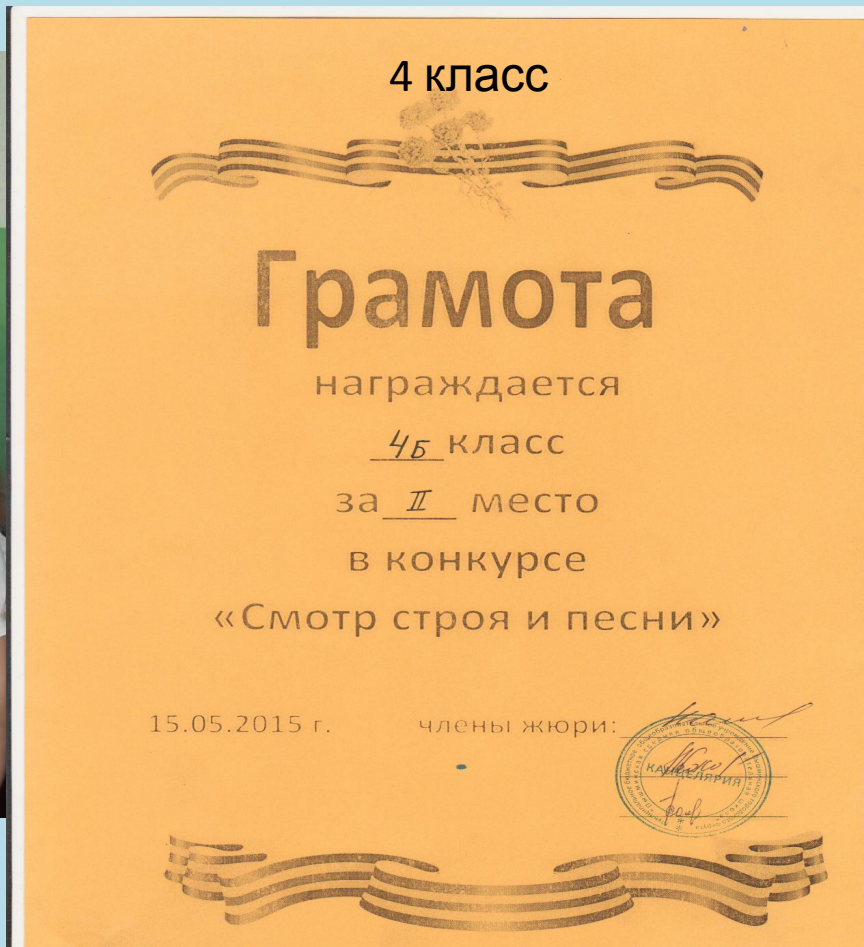 4 класс
Грамота
награждается
4Б класс
за II место
в конкурсе
«Смотр строя и песни»
15.05.2015 г. члены жюри:
КАНЦЕЛЯРИЯ